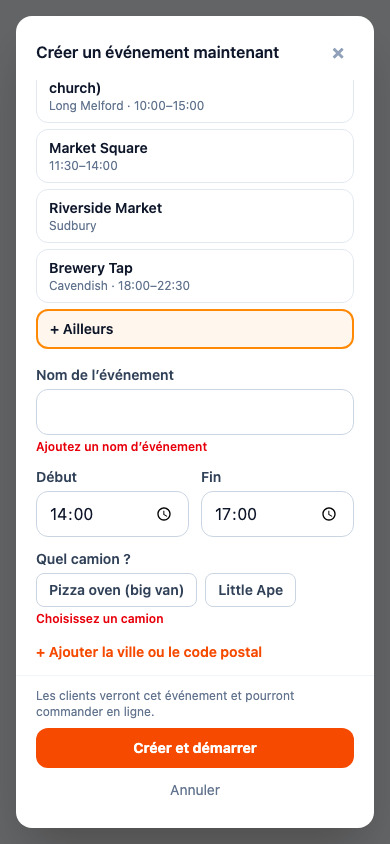 Créer un événement maintenant
church)
Long Melford · 10:00–15:00
Market Square
11:30–14:00
Riverside Market
Sudbury
Brewery Tap
Cavendish · 18:00–22:30
+ Ailleurs
Nom de l’événement
Ajoutez un nom d’événement
Début
Fin
14:00
17:00
Quel camion ?
Pizza oven (big van)
Little Ape
Choisissez un camion
+ Ajouter la ville ou le code postal
Les clients verront cet événement et pourront
commander en ligne.
Créer et démarrer
Annuler